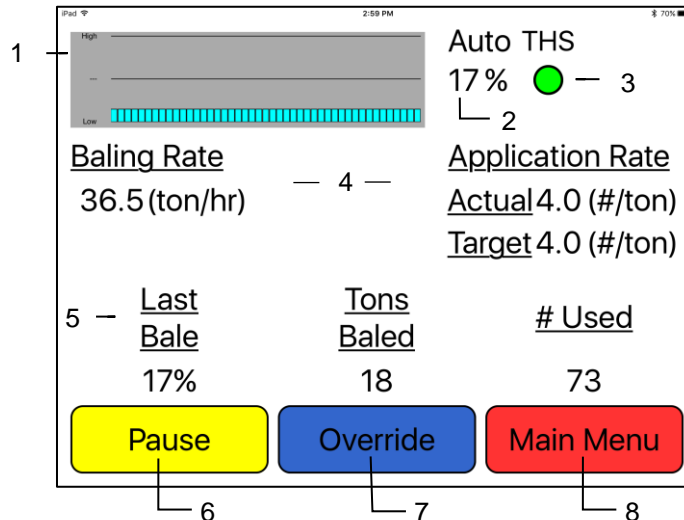 iPad 2:59 PM 70%
1 High Auto THS
17% 3
Low 2
Baling Rate Application Rate
36.5(ton/hr) 4 Actual 4.0 (#/ton)
Target 4.0 (#/ton)
5 Last Tons # Used
Bale Baled
17% 18 73
Pause Override Main Menu
6 7 8